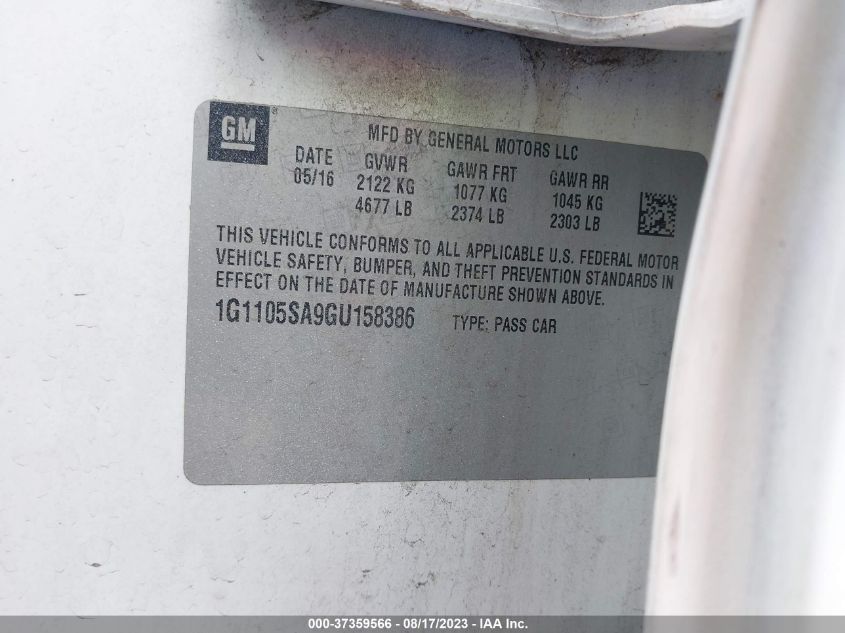 GM®
MFD BY GENERAL MOTORS LLC
DATE GVWR GAWR FRT GAWR RR
05/16 2122 KG 1077 KG 1045 KG
4677 LB 2374 LB 2303 LB
THIS VEHICLE CONFORMS TO ALL APPLICABLE U.S. FEDERAL MOTOR
VEHICLE SAFETY, BUMPER, AND THEFT PREVENTION STANDARDS IN
EFFECT ON THE DATE OF MANUFACTURE SHOWN ABOVE.
1G1105SA9GU158386 TYPE: PASS CAR
000-37359566 - 08/17/2023 - IAA Inc.